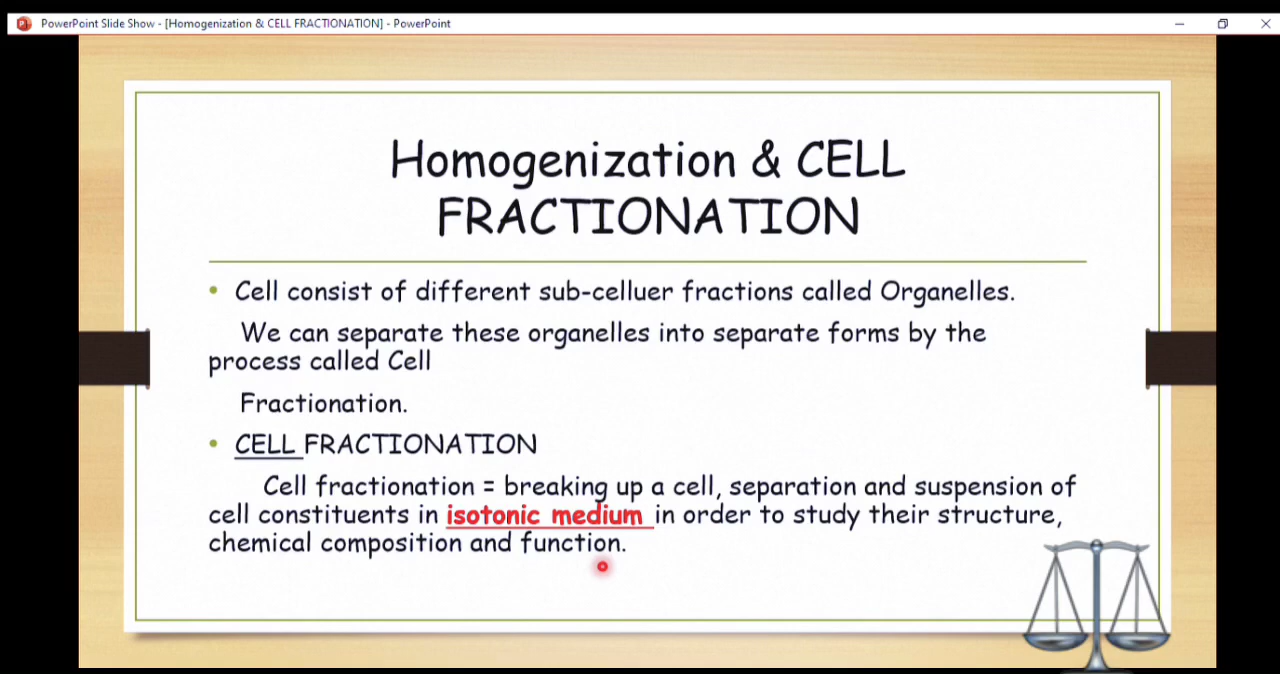 PowerPoint Slide Show - [Homogenization & CELL FRACTIONATION] - PowerPoint
Homogenization & CELL
FRACTIONATION
• Cell consist of different sub-celluer fractions called Organelles.
We can separate these organelles into separate forms by the
process called Cell
Fractionation.
• CELL FRACTIONATION
Cell fractionation = breaking up a cell, separation and suspension of
cell constituents in isotonic medium in order to study their structure,
chemical composition and function.